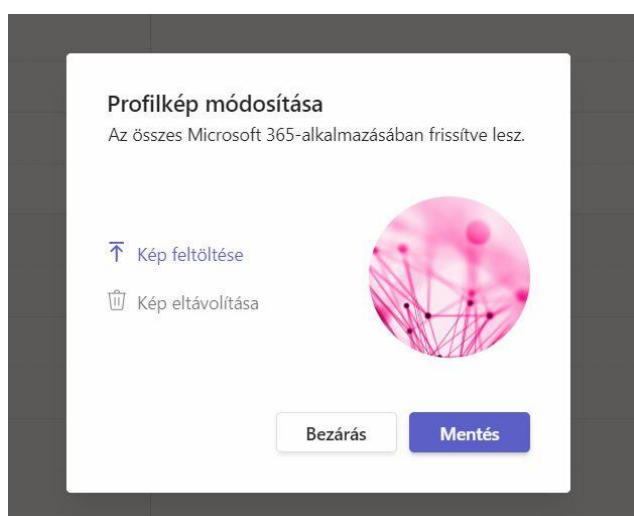 Profilkép módosítása
Az összes Microsoft 365-alkalmazásában frissítve lesz.
Kép feltöltése
Kép eltávolítása
Bezárás
Mentés